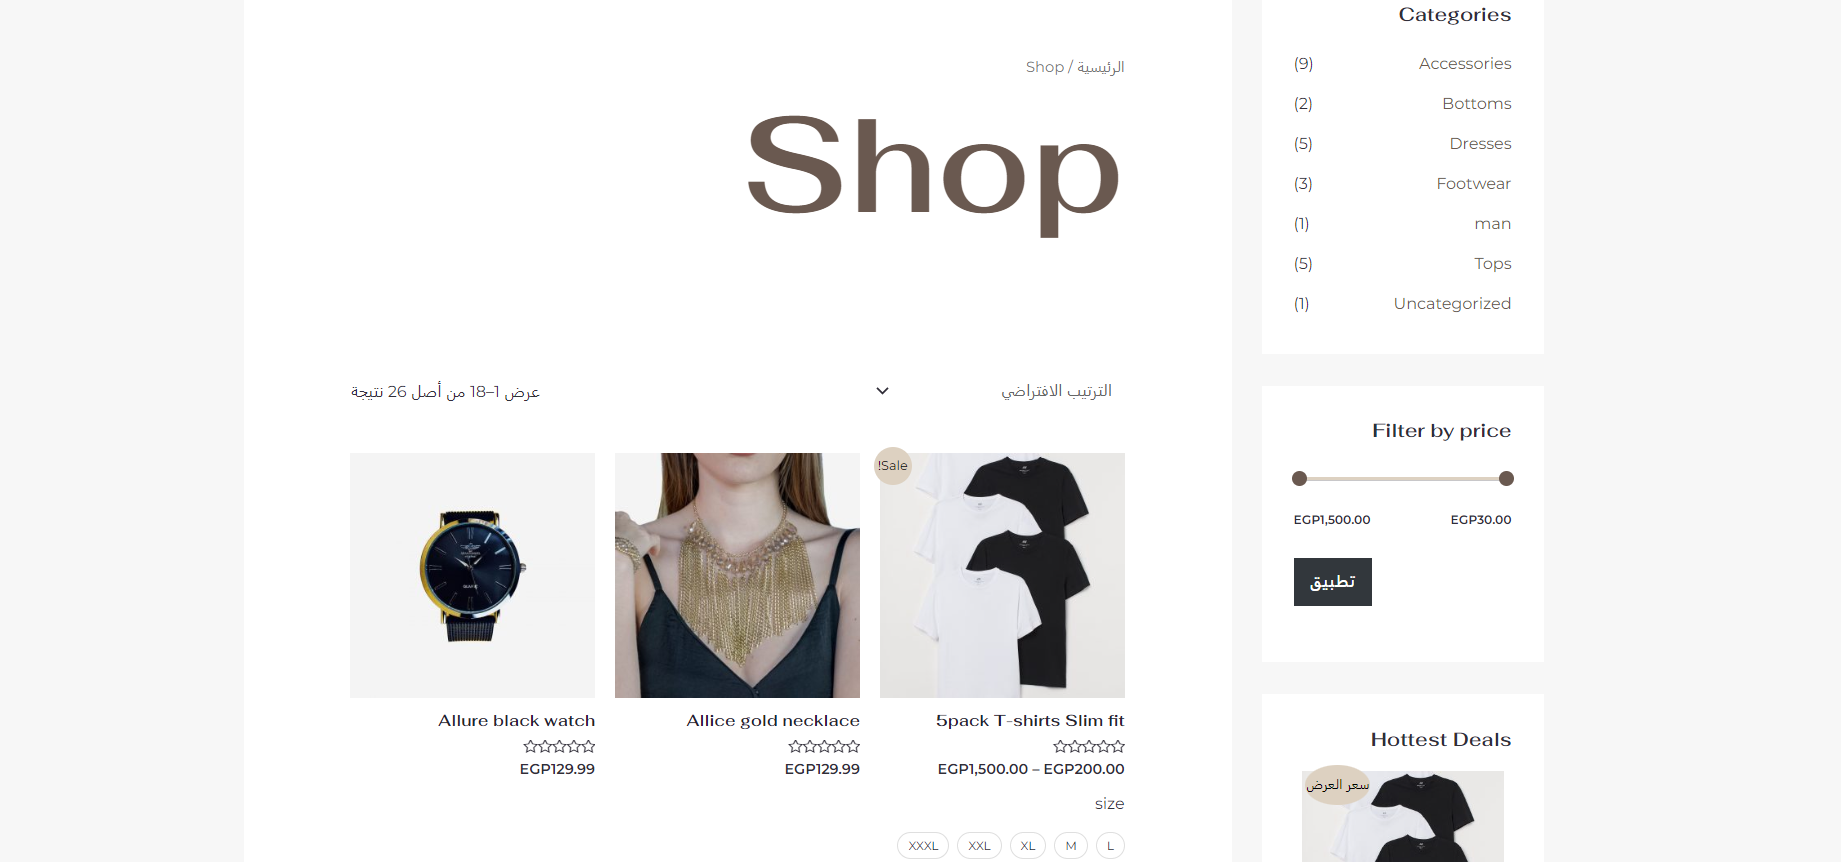 الرئيسية / Shop
Shop
الترتيب الافتراضي
عرض 1–18 من أصل 26 نتيجة
Sale!
5pack T-shirts Slim fit
EGP200.00 – EGP1,500.00
size
L
M
XL
XXL
XXXL
Allice gold necklace
EGP129.99
Allure black watch
EGP129.99
Categories
Accessories (9)
Bottoms (2)
Dresses (5)
Footwear (3)
man (1)
Tops (5)
Uncategorized (1)
Filter by price
EGP30.00
EGP1,500.00
تطبيق
Hottest Deals
سعر العرض